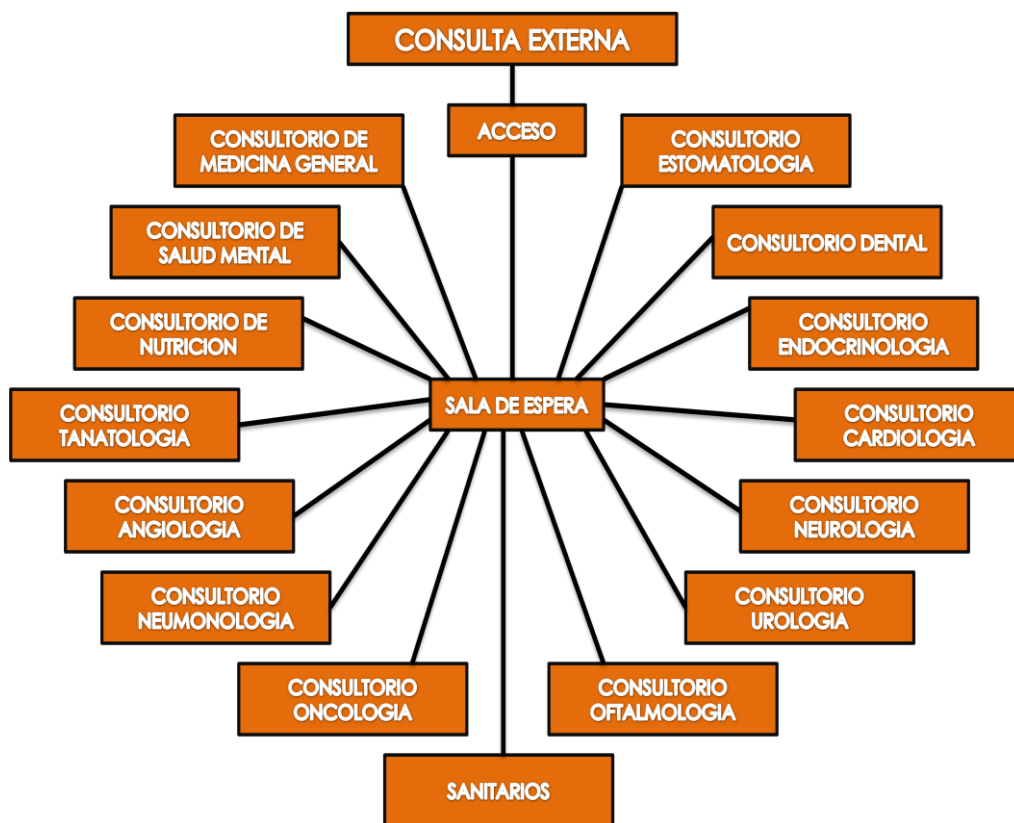 CONSULTA EXTERNA
ACCESO
CONSULTORIO DE
MEDICINA GENERAL
CONSULTORIO
ESTOMATOLOGIA
CONSULTORIO DE
SALUD MENTAL
CONSULTORIO DENTAL
CONSULTORIO DE
NUTRICION
CONSULTORIO
ENDOCRINOLOGIA
SALA DE ESPERA
CONSULTORIO
TANATOLOGIA
CONSULTORIO
CARDIOLOGIA
CONSULTORIO
ANGIOLOGIA
CONSULTORIO
NEUROLOGIA
CONSULTORIO
NEUMONOLOGIA
CONSULTORIO
UROLOGIA
CONSULTORIO
ONCOLOGIA
CONSULTORIO
OFTALMOLOGIA
SANITARIOS